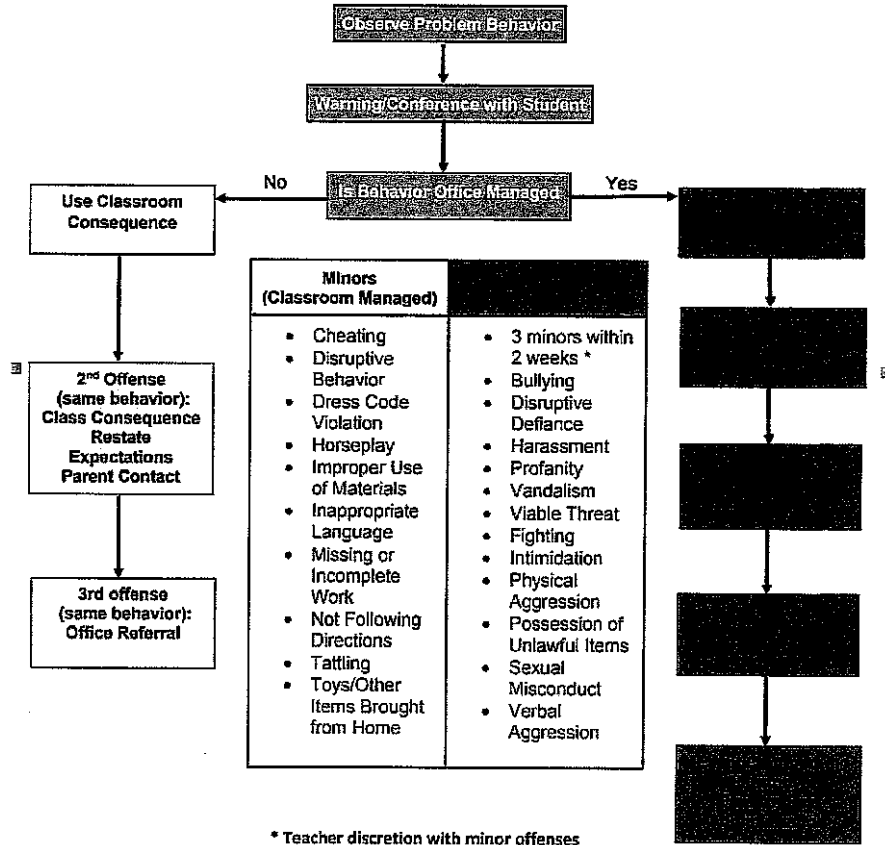 Observe Problem Behavior
Warning/Conference with Student
Is Behavior Office Managed
No
Yes
Use Classroom
Consequence
2nd Offense
(same behavior):
Class Consequence
Restate
Expectations
Parent Contact
3rd offense
(same behavior):
Office Referral
Minors
(Classroom Managed)
• Cheating
• Disruptive
Behavior
• Dress Code
Violation
• Horseplay
• Improper Use
of Materials
• Inappropriate
Language
• Missing or
Incomplete
Work
• Not Following
Directions
• Tattling
• Toys/Other
Items Brought
from Home
• 3 minors within
2 weeks *
• Bullying
• Disruptive
Defiance
• Harassment
• Profanity
• Vandalism
• Viable Threat
• Fighting
• Intimidation
• Physical
Aggression
• Possession of
Unlawful Items
• Sexual
Misconduct
• Verbal
Aggression
* Teacher discretion with minor offenses